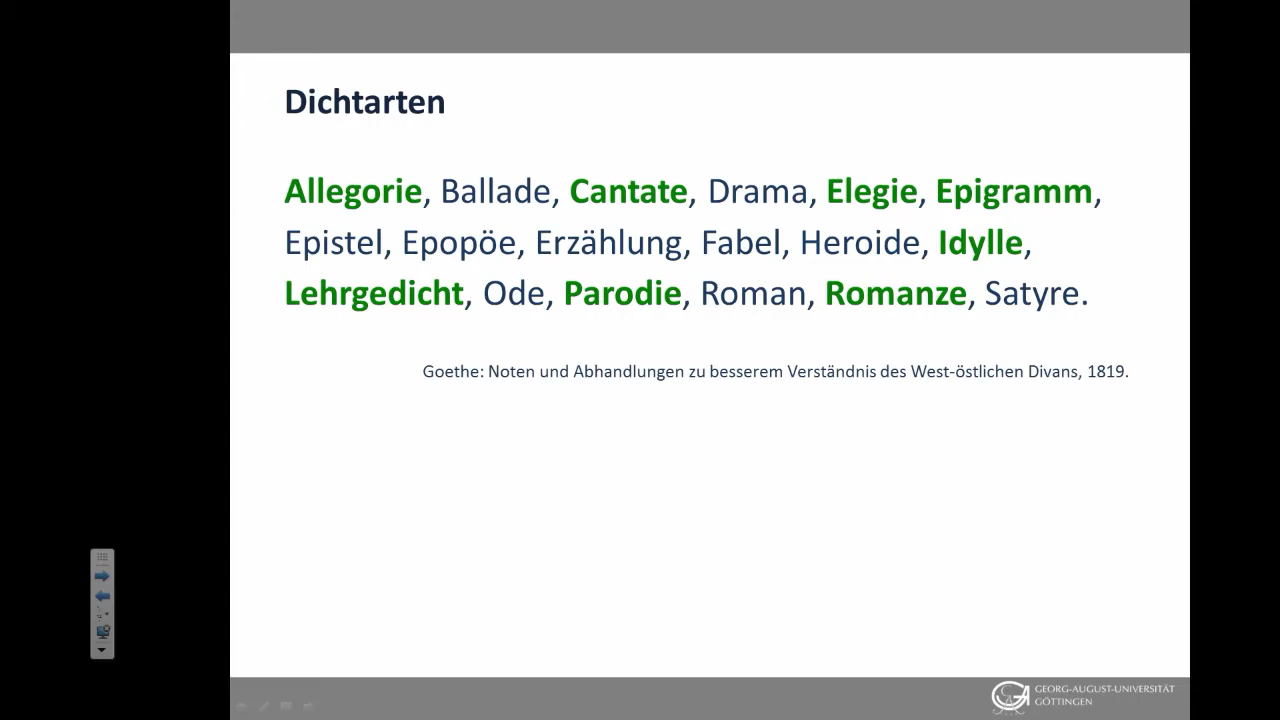 Dichtarten
Allegorie, Ballade, Cantate, Drama, Elegie, Epigramm,
Epistel, Epopöe, Erzählung, Fabel, Heroide, Idylle,
Lehrgedicht, Ode, Parodie, Roman, Romanze, Satyre.
Goethe: Noten und Abhandlungen zu besserem Verständnis des West-östlichen Divans, 1819.
GEORG-AUGUST-UNIVERSITÄT
GÖTTINGEN